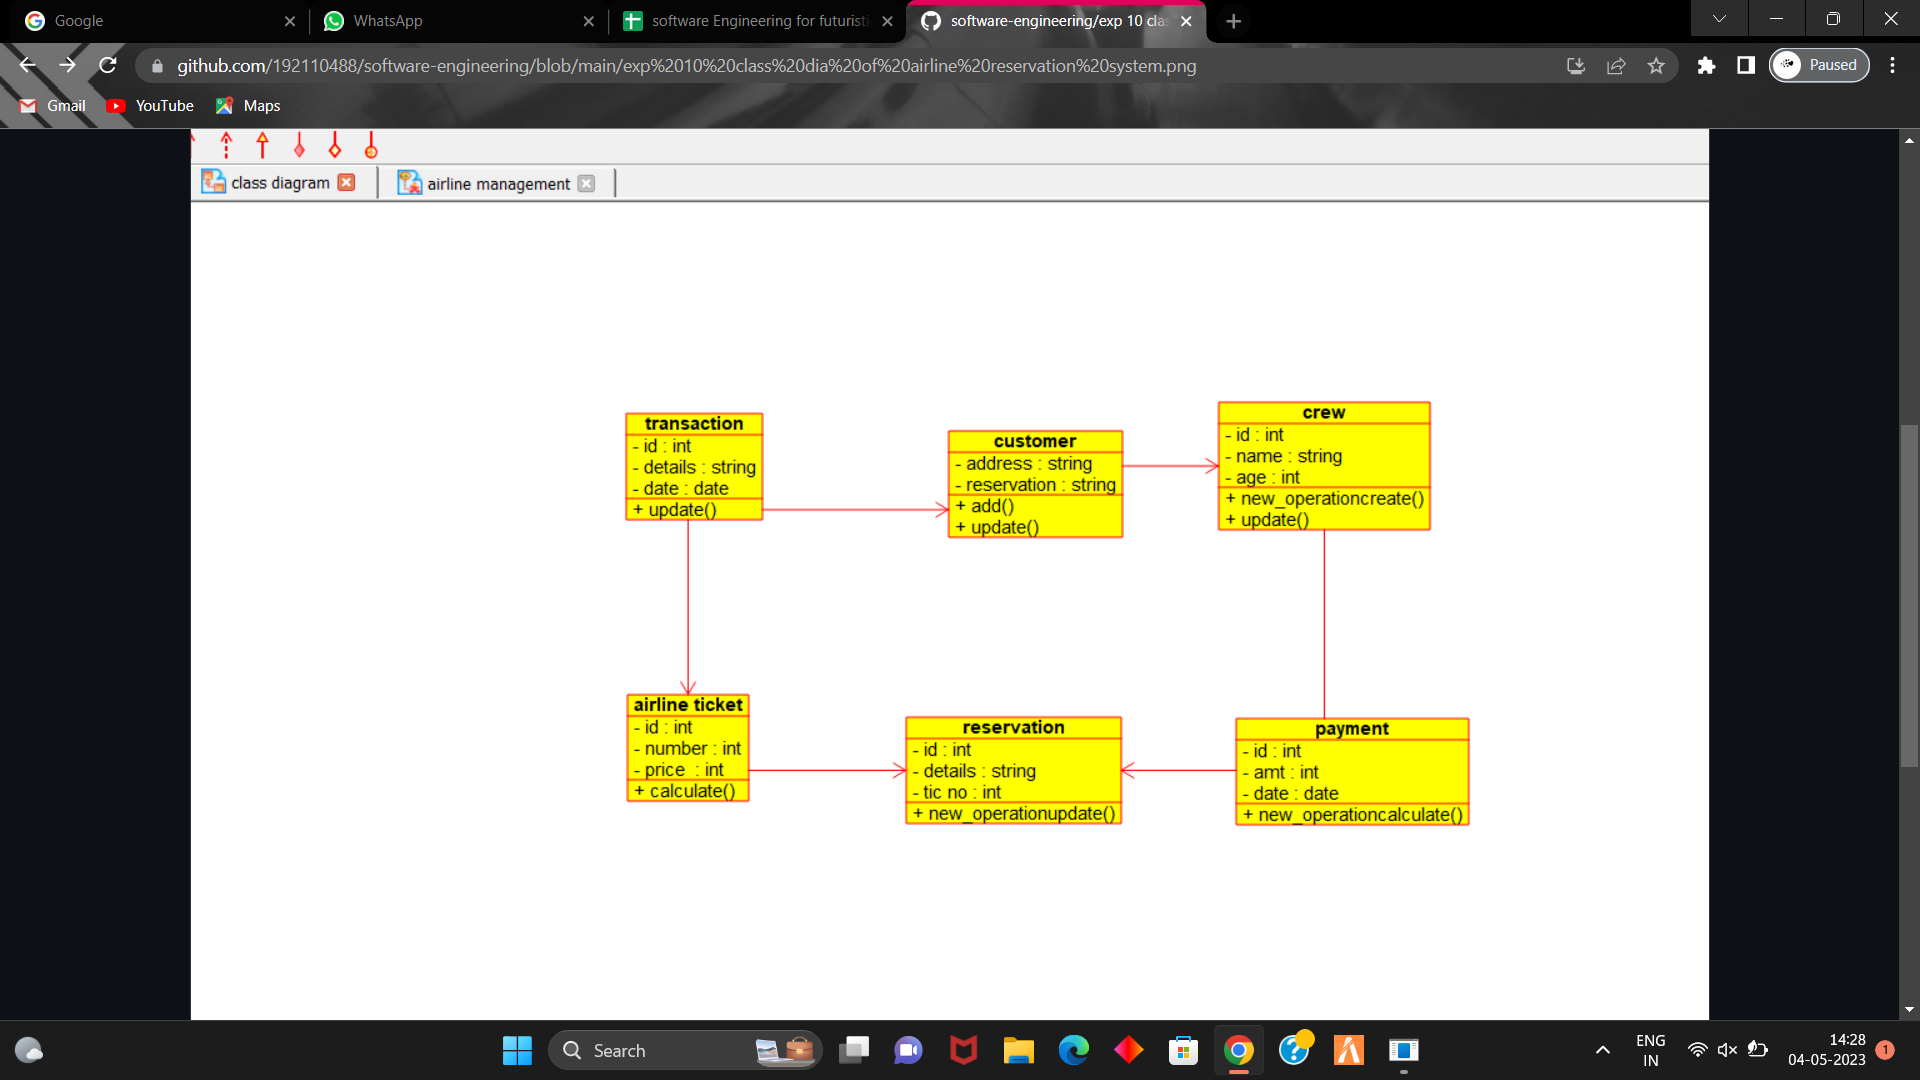 Google
WhatsApp
software Engineering for futuristi
software-engineering/exp 10 clas
github.com/192110488/software-engineering/blob/main/exp%2010%20class%20dia%20of%20airline%20reservation%20system.png
Paused
Gmail
YouTube
Maps
class diagram
airline management
transaction
- id : int
- details : string
- date : date
+ update()
customer
- address : string
- reservation : string
+ add()
+ update()
crew
- id : int
- name : string
- age : int
+ new_operationcreate()
+ update()
airline ticket
- id : int
- number : int
- price  : int
+ calculate()
reservation
- id : int
- details : string
- tic no : int
+ new_operationupdate()
payment
- id : int
- amt : int
- date : date
+ new_operationcalculate()
Search
ENG
IN
14:28
04-05-2023
1